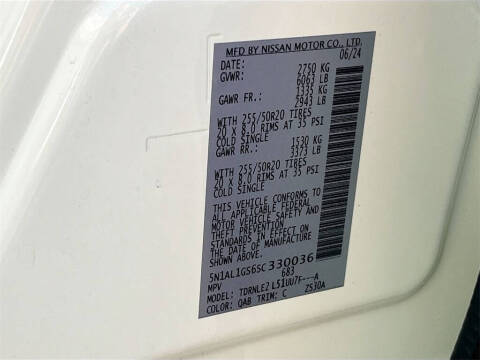 MFD BY NISSAN MOTOR CO., LTD.
DATE: 06/24
GVWR: 2750 KG
6063 LB
GAWR FR.: 1335 KG
2943 LB
WITH 255/50R20 TIRES
20 X 8.0 RIMS AT 35 PSI
COLD SINGLE
GAWR RR.: 1530 KG
3373 LB
WITH 255/50R20 TIRES
20 X 8.0 RIMS AT 35 PSI
COLD SINGLE
THIS VEHICLE CONFORMS TO
ALL APPLICABLE FEDERAL
MOTOR VEHICLE SAFETY AND
THEFT PREVENTION
STANDARDS IN EFFECT ON
THE DATE OF MANUFACTURE
SHOWN ABOVE.
5N1AL1GS6SC330036
683
MPV
MODEL: TDRNLE2 L51UU7F---A
COLOR: QAB TRIM: C ZS30A